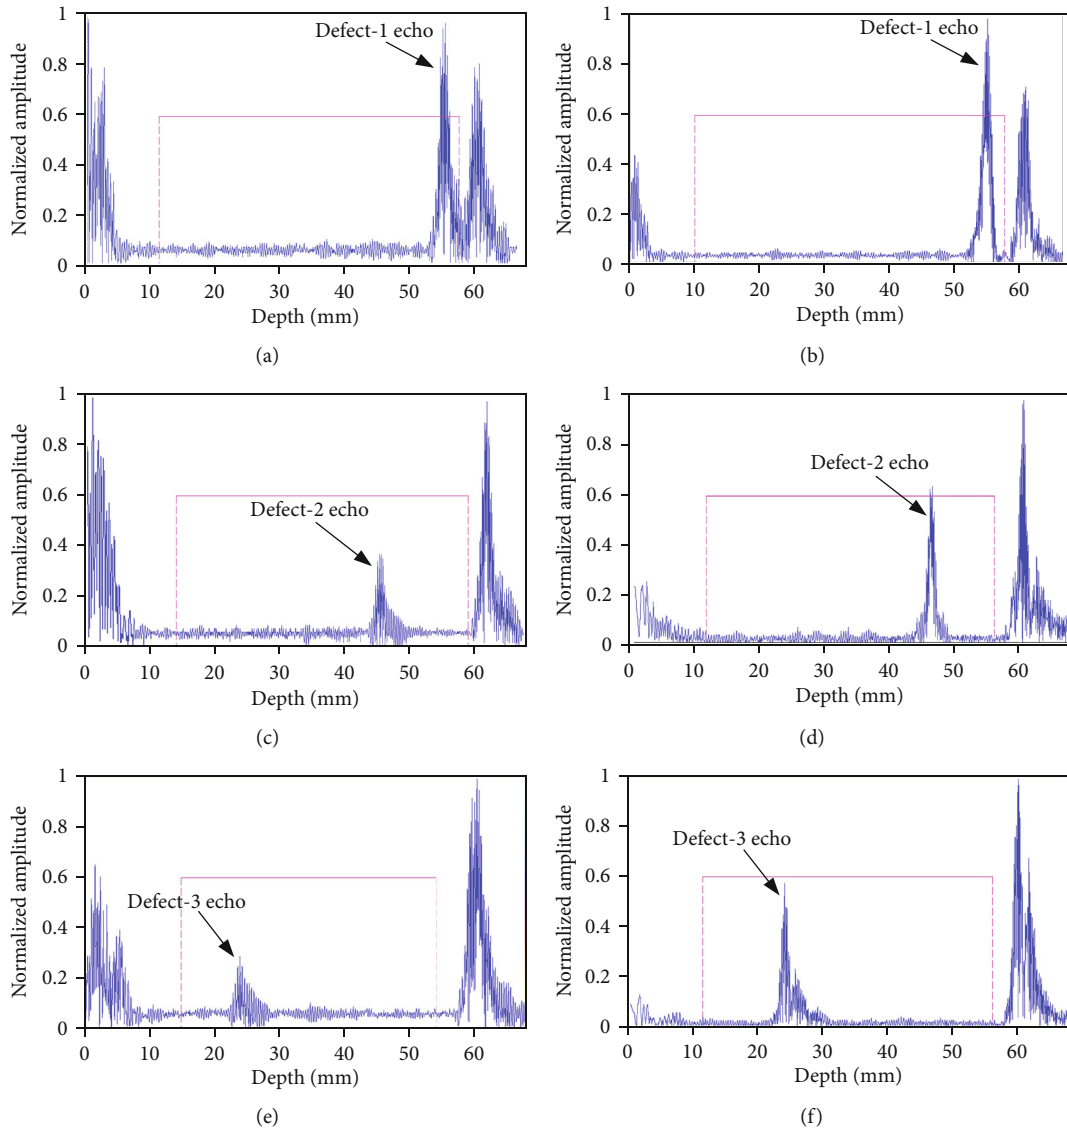 Normalized amplitude
1
0.8
0.6
0.4
0.2
0
Defect-1 echo
0 10 20 30 40 50 60
Depth (mm)
(a)
Normalized amplitude
1
0.8
0.6
0.4
0.2
0
Defect-1 echo
0 10 20 30 40 50 60
Depth (mm)
(b)
Normalized amplitude
1
0.8
0.6
0.4
0.2
0
Defect-2 echo
0 10 20 30 40 50 60
Depth (mm)
(c)
Normalized amplitude
1
0.8
0.6
0.4
0.2
0
Defect-2 echo
0 10 20 30 40 50 60
Depth (mm)
(d)
Normalized amplitude
1
0.8
0.6
0.4
0.2
0
Defect-3 echo
0 10 20 30 40 50 60
Depth (mm)
(e)
Normalized amplitude
1
0.8
0.6
0.4
0.2
0
Defect-3 echo
0 10 20 30 40 50 60
Depth (mm)
(f)